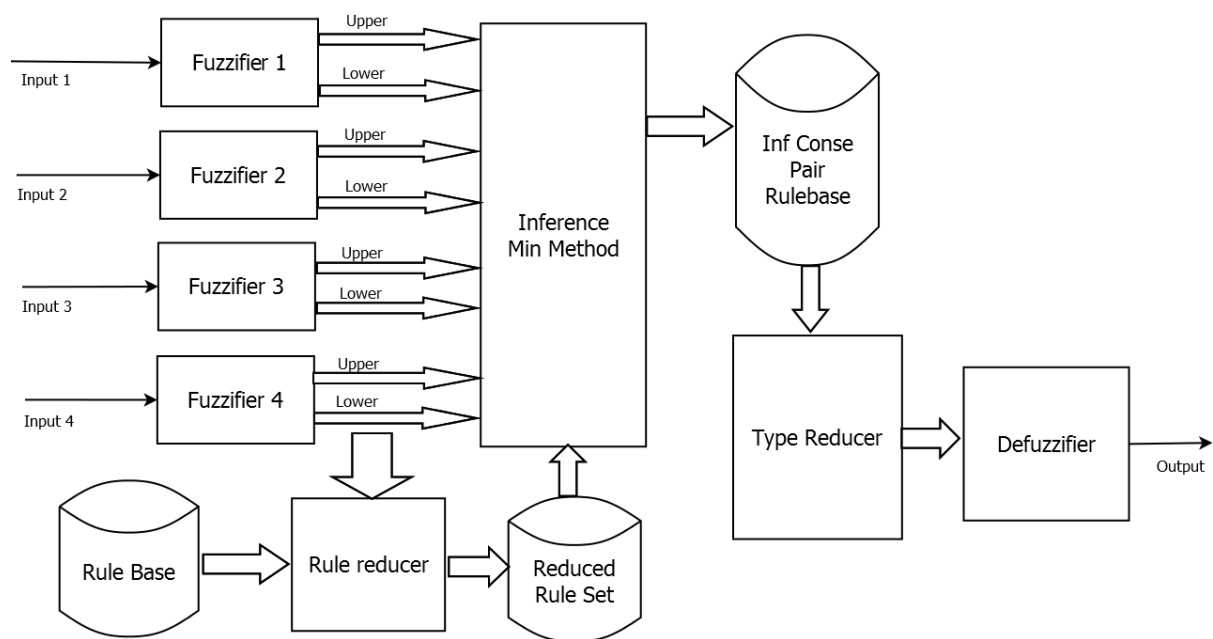 Upper
Fuzzifier 1
Input 1
Lower
Upper
Fuzzifier 2
Input 2
Lower
Upper
Fuzzifier 3
Input 3
Lower
Upper
Fuzzifier 4
Input 4
Lower
Inference
Min Method
Inf Conse
Pair
Rulebase
Type Reducer
Defuzzifier
Output
Rule Base
Rule reducer
Reduced
Rule Set